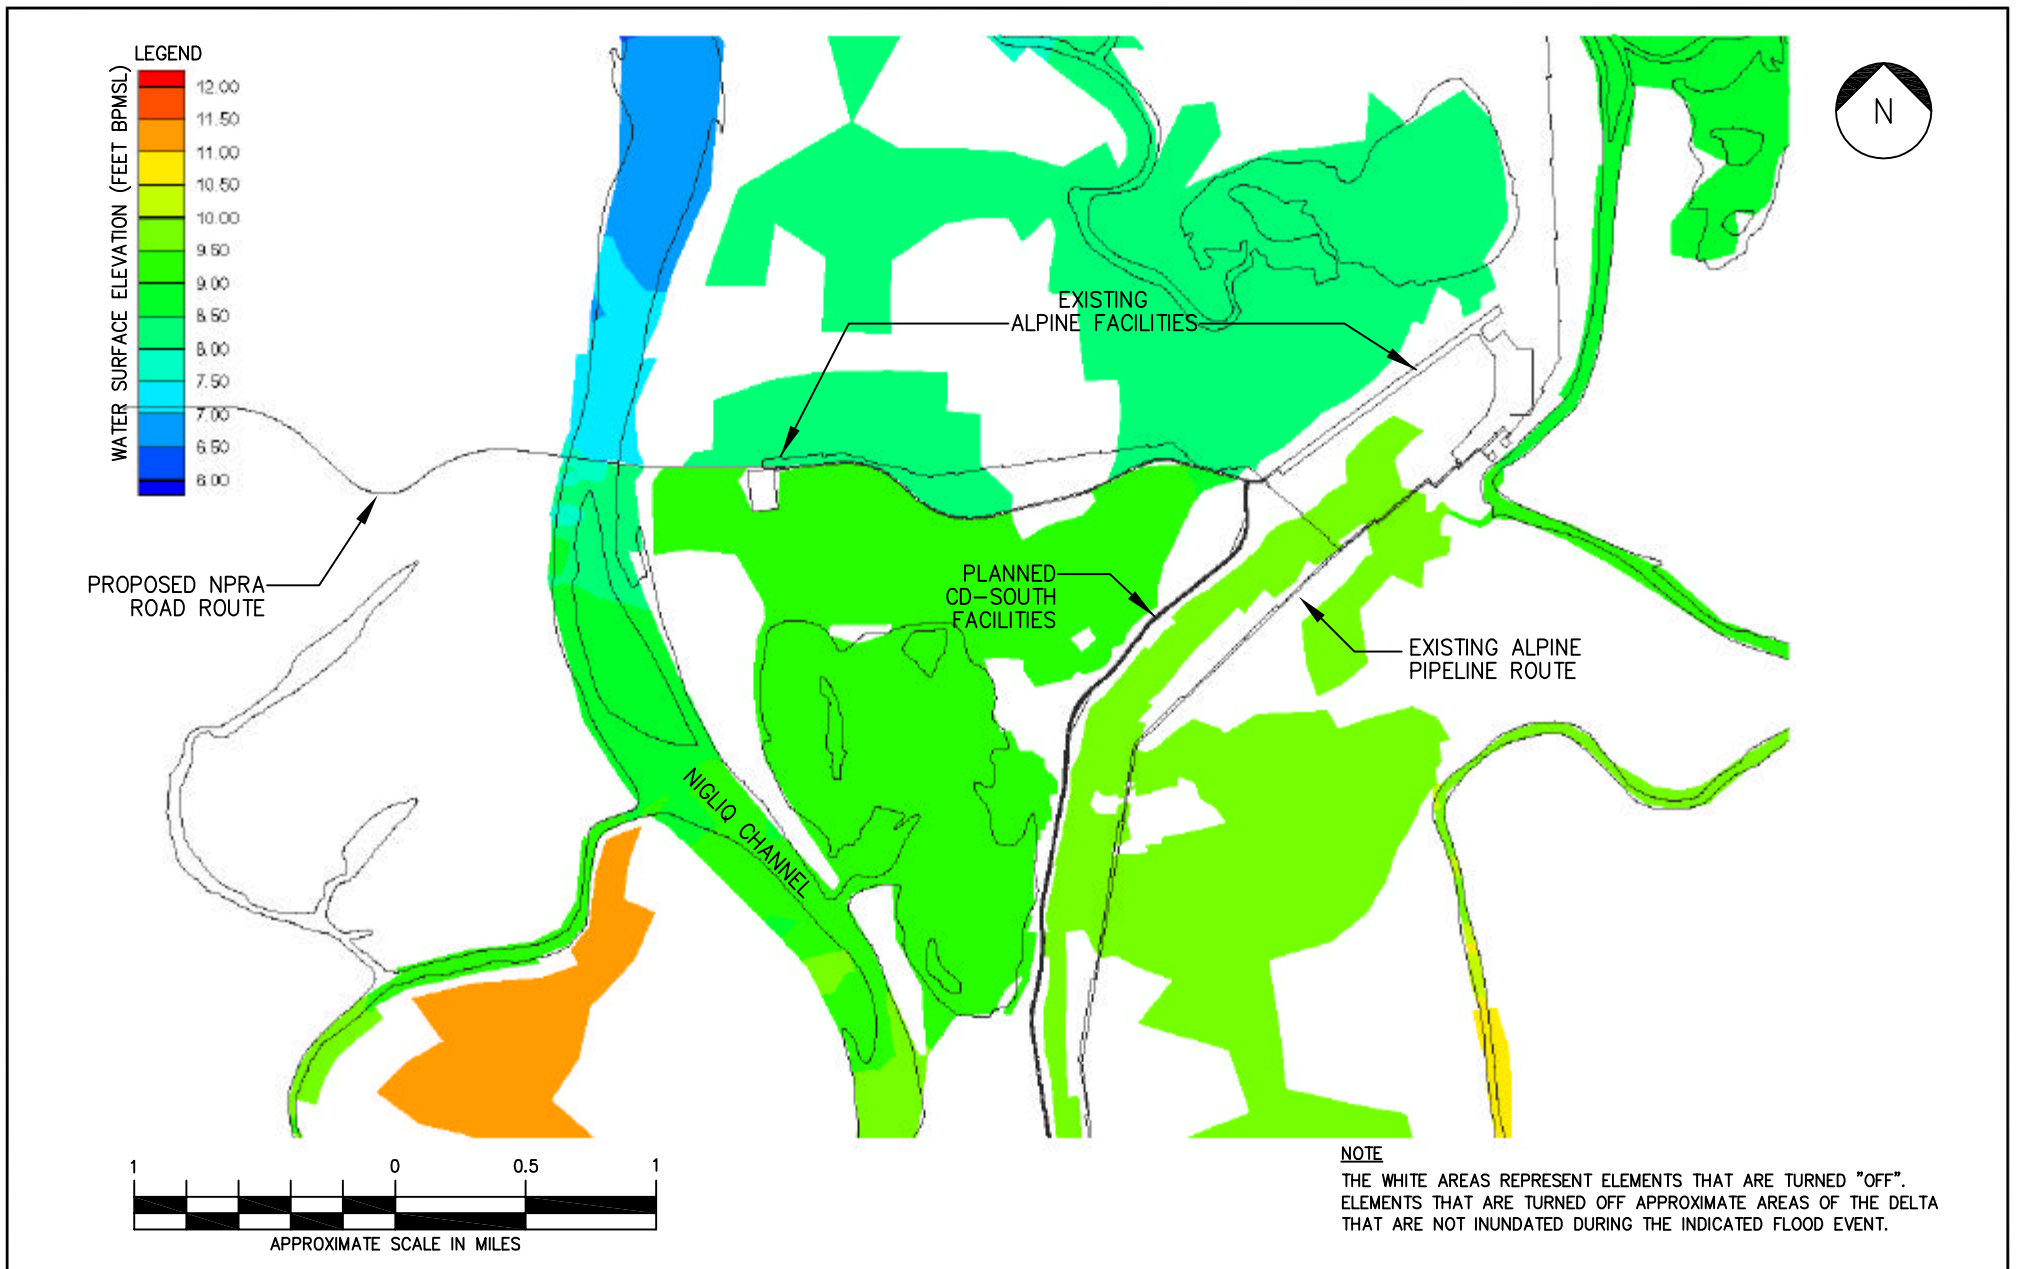 LEGEND
WATER SURFACE ELEVATION (FEET BPMSL)
12.00
11.50
11.00
10.50
10.00
9.50
9.00
8.50
8.00
7.50
7.00
6.50
6.00
N
EXISTING
ALPINE FACILITIES
PROPOSED NPRA
ROAD ROUTE
PLANNED
CD-SOUTH
FACILITIES
EXISTING ALPINE
PIPELINE ROUTE
NIGLIQ CHANNEL
1 0 0.5 1
APPROXIMATE SCALE IN MILES
NOTE
THE WHITE AREAS REPRESENT ELEMENTS THAT ARE TURNED "OFF".
ELEMENTS THAT ARE TURNED OFF APPROXIMATE AREAS OF THE DELTA
THAT ARE NOT INUNDATED DURING THE INDICATED FLOOD EVENT.